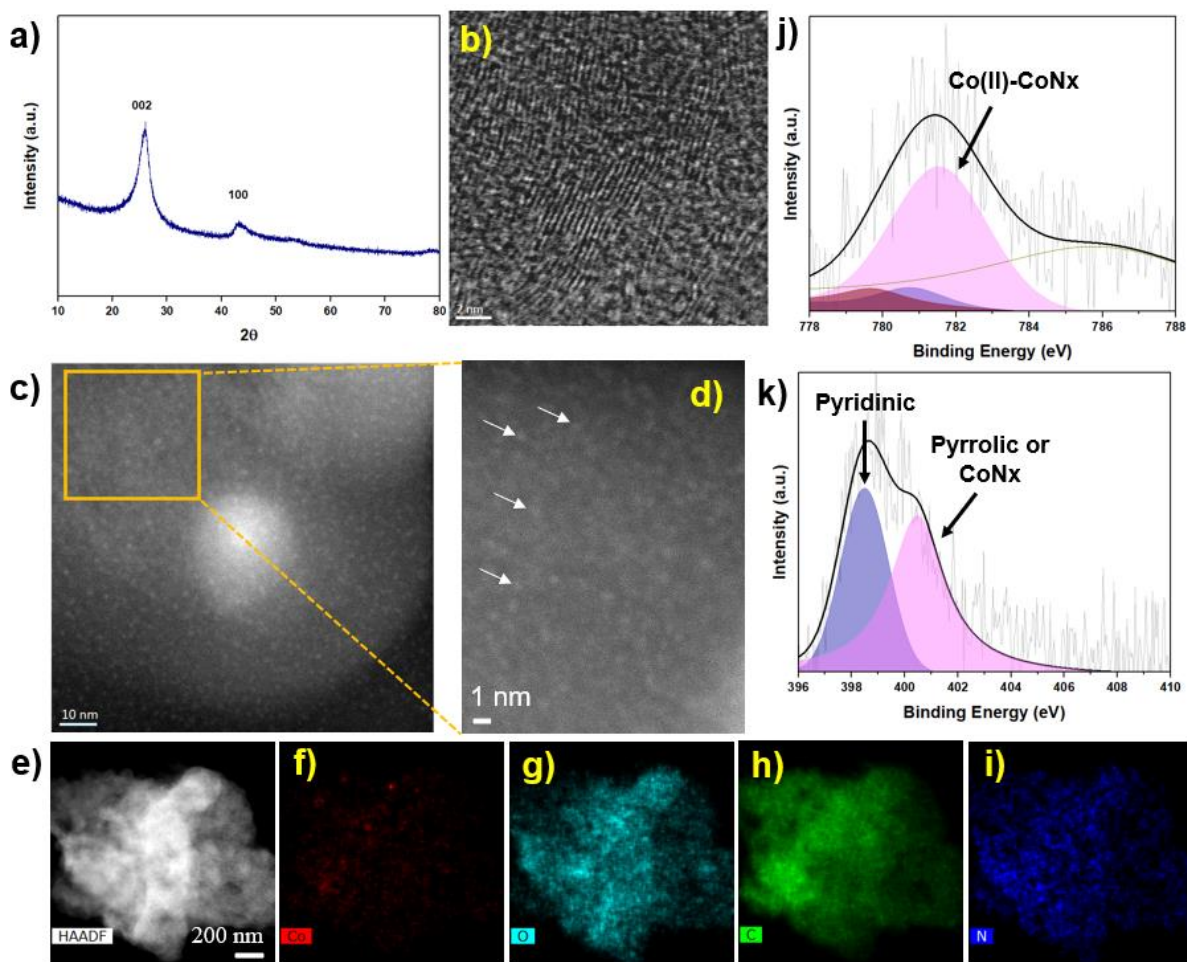 a)
Intensity (a.u.)
002
100
10 20 30 40 50 60 70 80
2θ
b)
2 nm
j)
Intensity (a.u.)
Co(II)-CoNx
778 780 782 784 786 788
Binding Energy (eV)
c)
10 nm
d)
1 nm
k)
Intensity (a.u.)
Pyridinic
Pyrrolic or
CoNx
396 398 400 402 404 406 408 410
Binding Energy (eV)
e)
HAADF
200 nm
f)
Co
g)
O
h)
C
i)
N